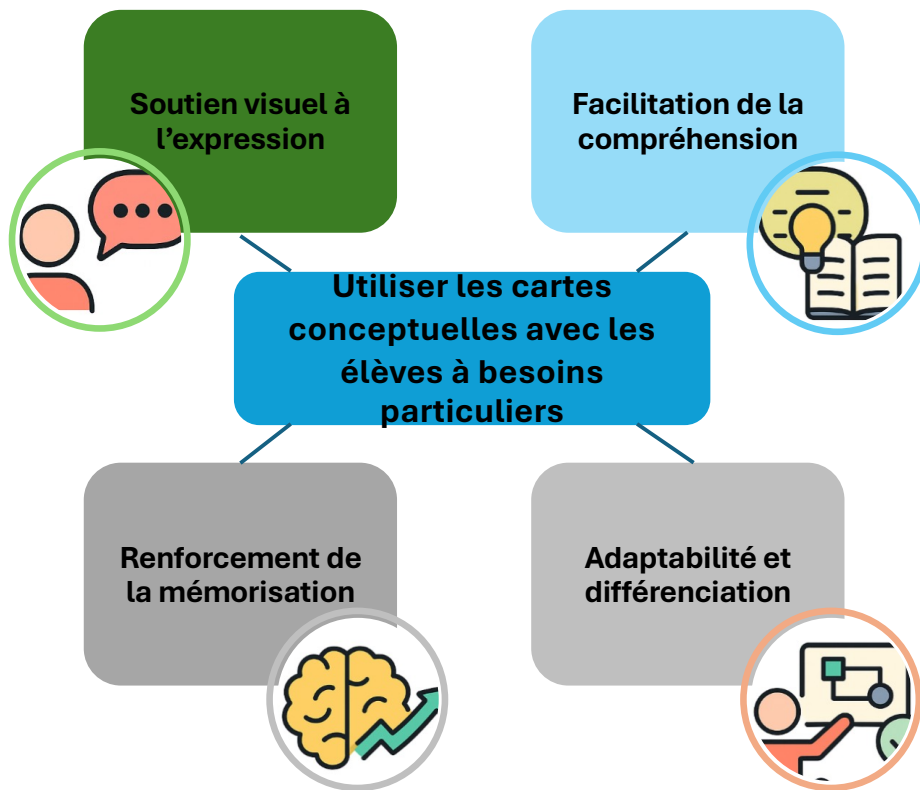 Soutien visuel à
l’expression
Facilitation de la
compréhension
Utiliser les cartes
conceptuelles avec les
élèves à besoins
particuliers
Renforcement de
la mémorisation
Adaptabilité et
différenciation